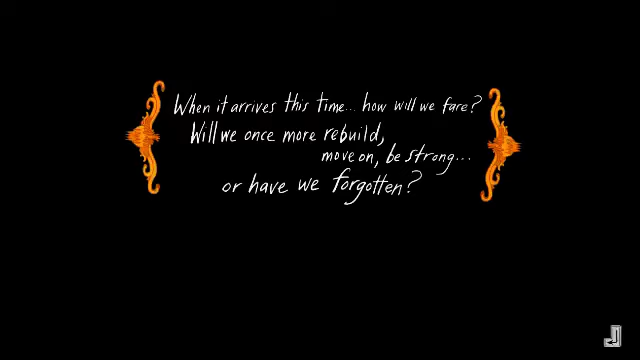 When it arrives this time... how will we fare?
Will we once more rebuild,
move on, be strong...
or have we forgotten?
J